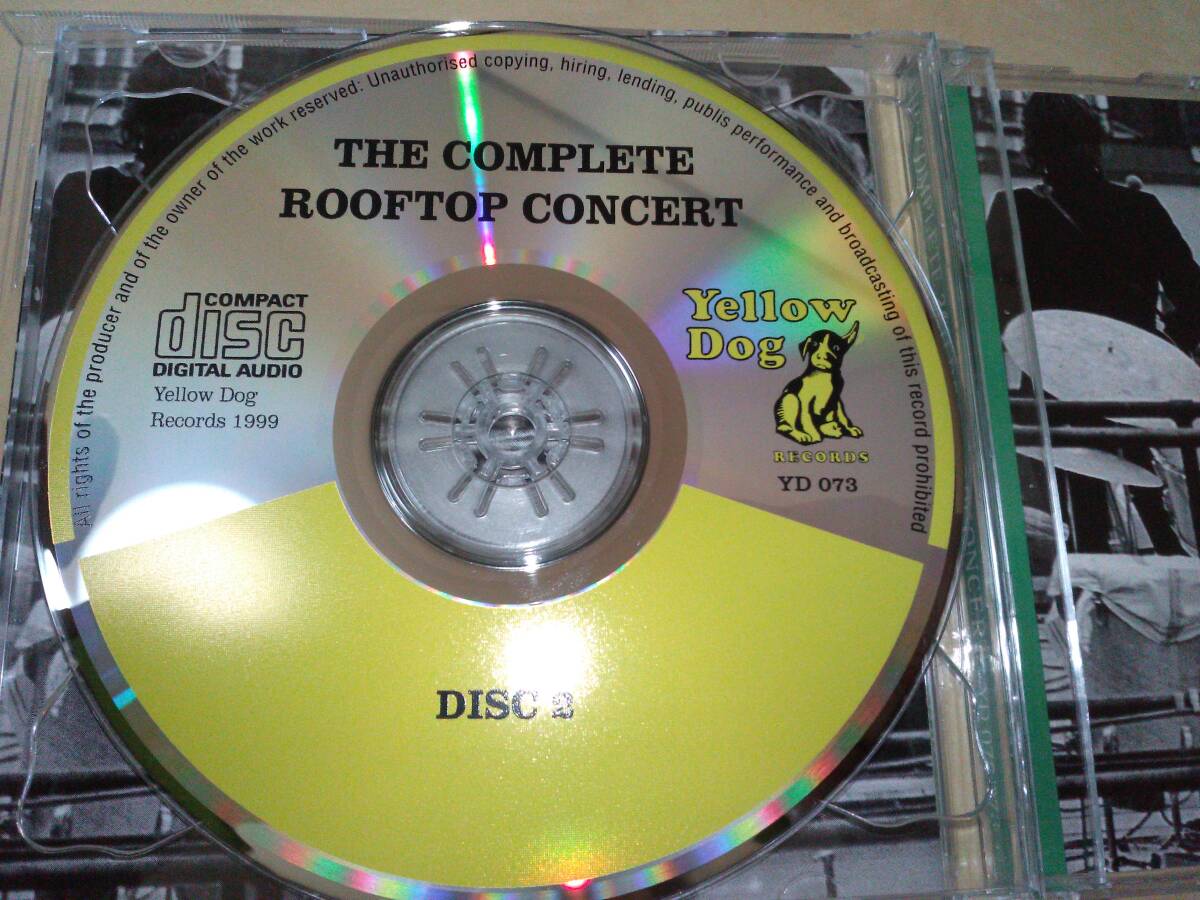 All rights of the producer and of the owner of the work reserved: Unauthorised copying, hiring, lending, publis performance and broadcasting of this record prohibited
THE COMPLETE
ROOFTOP CONCERT
COMPACT
disc
DIGITAL AUDIO
Yellow Dog
Records 1999
Yellow
Dog
RECORDS
YD 073
DISC 2